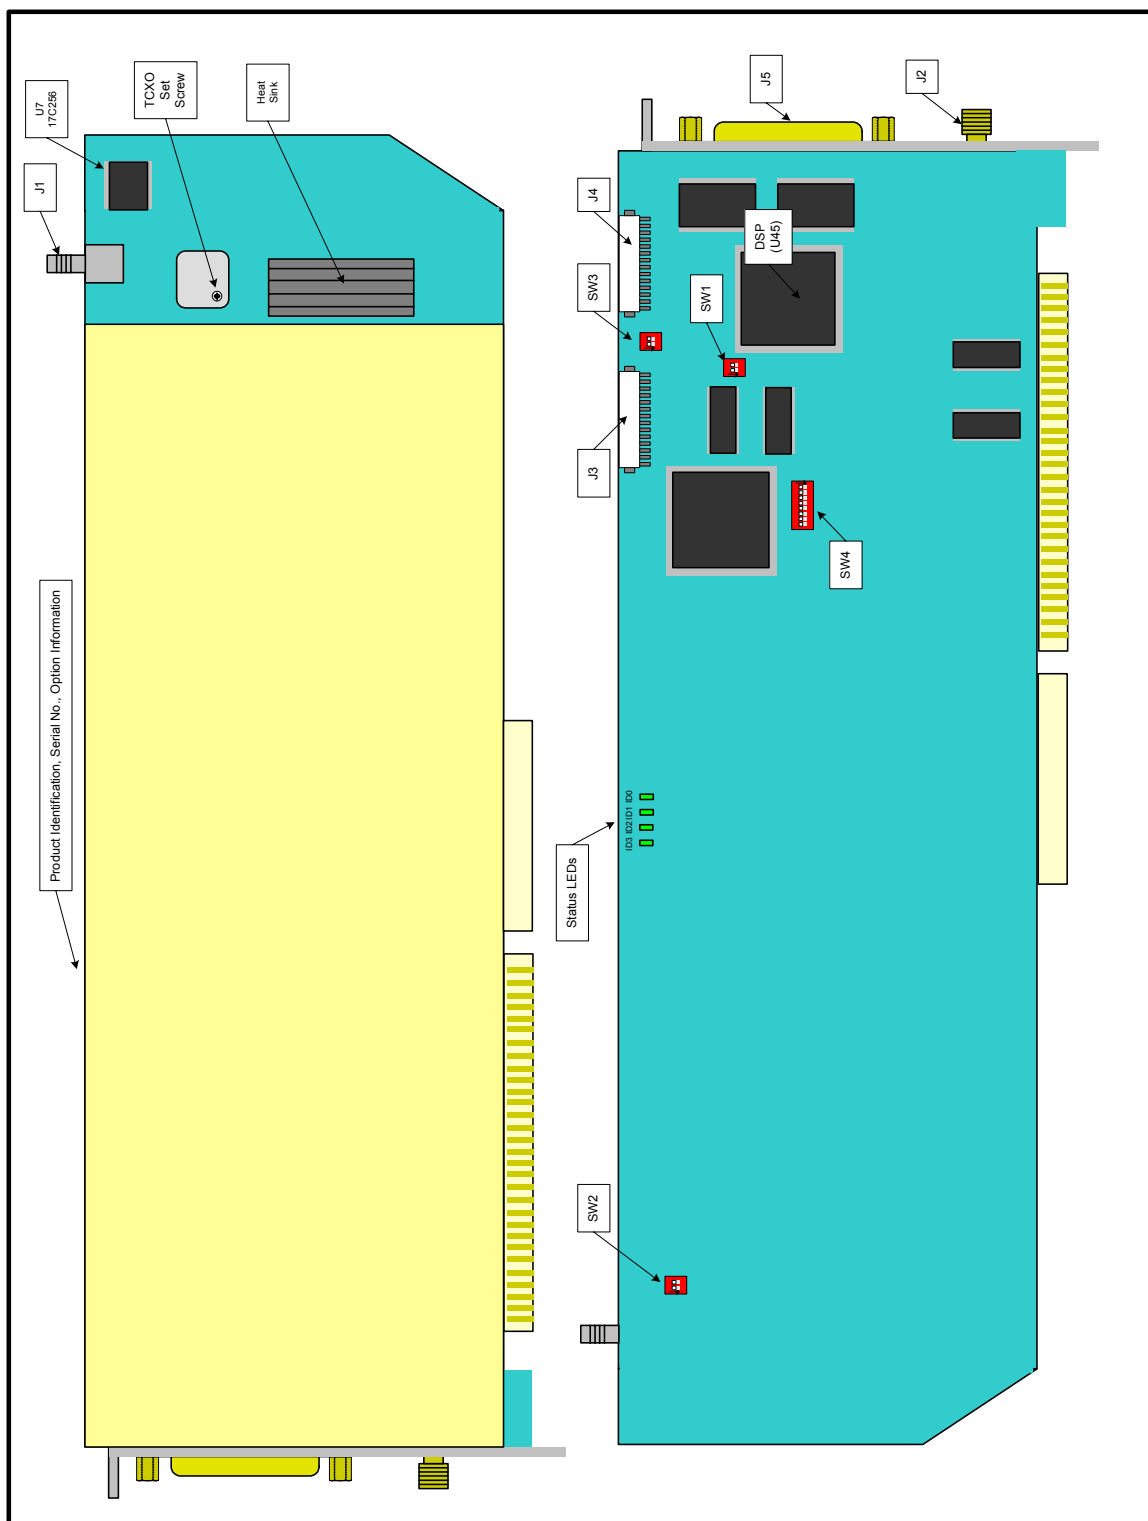 U7
17C256
J1
TCXO
Set
Screw
Heat
Sink
Product Identification, Serial No., Option Information
J5
J2
J4
DSP
(U45)
SW3
SW1
J3
SW4
ID3 ID2 ID1 ID0
Status LEDs
SW2